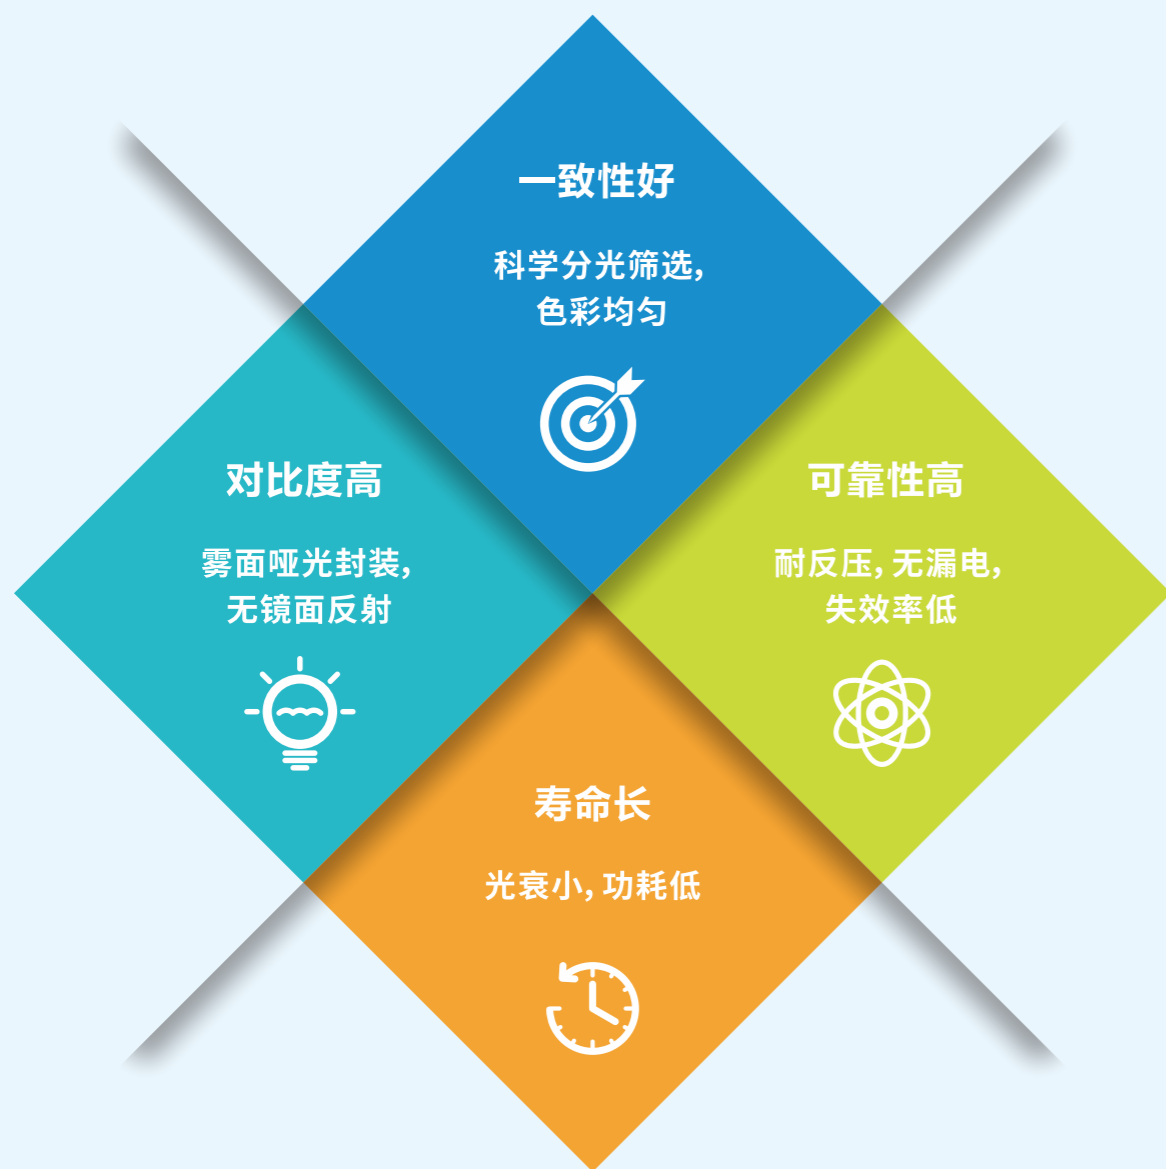 一致性好
科学分光筛选，
色彩均匀
对比度高
雾面哑光封装，
无镜面反射
可靠性高
耐反压，无漏电，
失效率低
寿命长
光衰小，功耗低